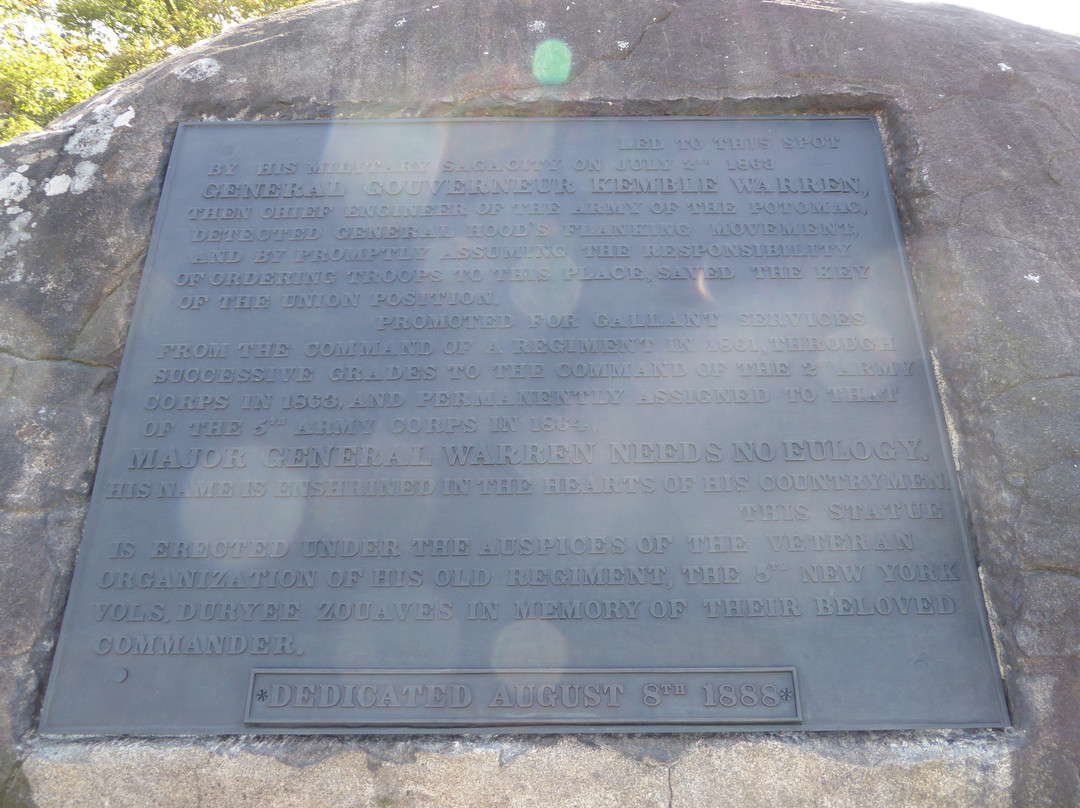 LED TO THIS SPOT
BY HIS MILITARY SAGACITY ON JULY 2ND 1863
GENERAL GOUVERNEUR KEMBLE WARREN,
THEN CHIEF ENGINEER OF THE ARMY OF THE POTOMAC,
DETECTED GENERAL HOOD'S FLANKING MOVEMENT,
AND BY PROMPTLY ASSUMING THE RESPONSIBILITY
OF ORDERING TROOPS TO THIS PLACE, SAVED THE KEY
OF THE UNION POSITION.
PROMOTED FOR GALLANT SERVICES
FROM THE COMMAND OF A REGIMENT IN 1861, THROUGH
SUCCESSIVE GRADES TO THE COMMAND OF THE 2ND ARMY
CORPS IN 1863, AND PERMANENTLY ASSIGNED TO THAT
OF THE 5TH ARMY CORPS IN 1864.
MAJOR GENERAL WARREN NEEDS NO EULOGY.
HIS NAME IS ENSHRINED IN THE HEARTS OF HIS COUNTRYMEN.
THIS STATUE
IS ERECTED UNDER THE AUSPICES OF THE VETERAN
ORGANIZATION OF HIS OLD REGIMENT, THE 5TH NEW YORK
VOLS. DURYEE ZOUAVES IN MEMORY OF THEIR BELOVED
COMMANDER.
*DEDICATED AUGUST 8TH 1888*